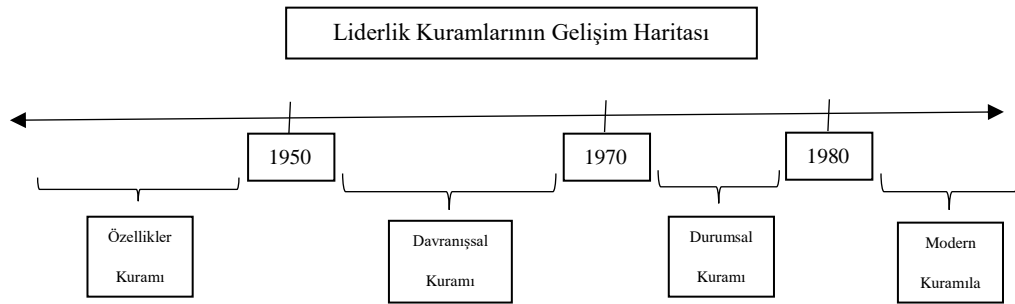 Liderlik Kuramlarının Gelişim Haritası
1950
1970
1980
Özellikler
Kuramı
Davranışsal
Kuramı
Durumsal
Kuramı
Modern
Kuramıla